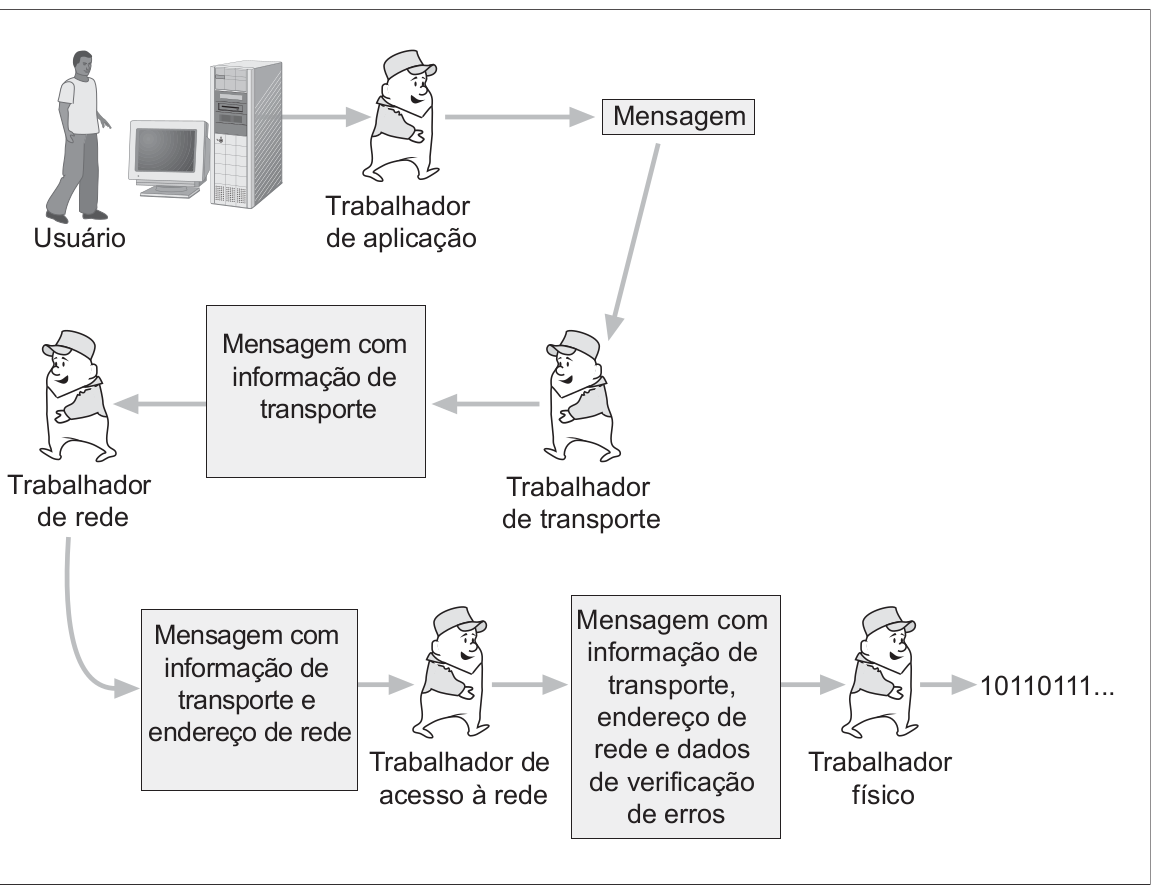 Usuário
Trabalhador
de aplicação
Mensagem
Trabalhador
de transporte
Mensagem com
informação de
transporte
Trabalhador
de rede
Mensagem com
informação de
transporte e
endereço de rede
Trabalhador de
acesso à rede
Mensagem com
informação de
transporte,
endereço de
rede e dados
de verificação
de erros
Trabalhador
físico
10110111...